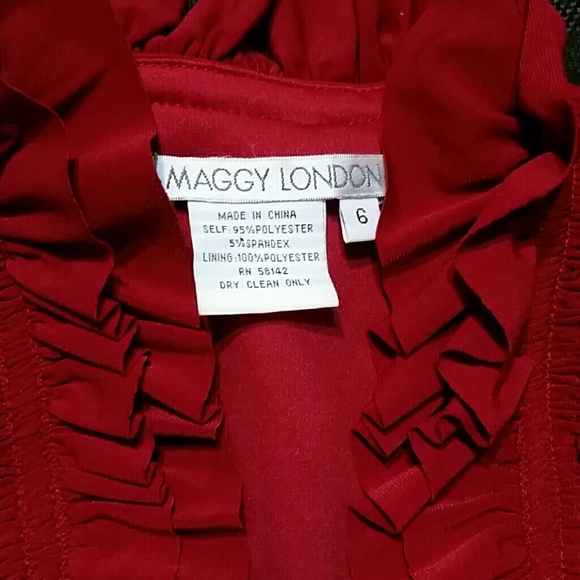 MAGGY LONDON
6
MADE IN CHINA
SELF:95%POLYESTER
5%SPANDEX
LINING:100%POLYESTER
RN 58142
DRY CLEAN ONLY